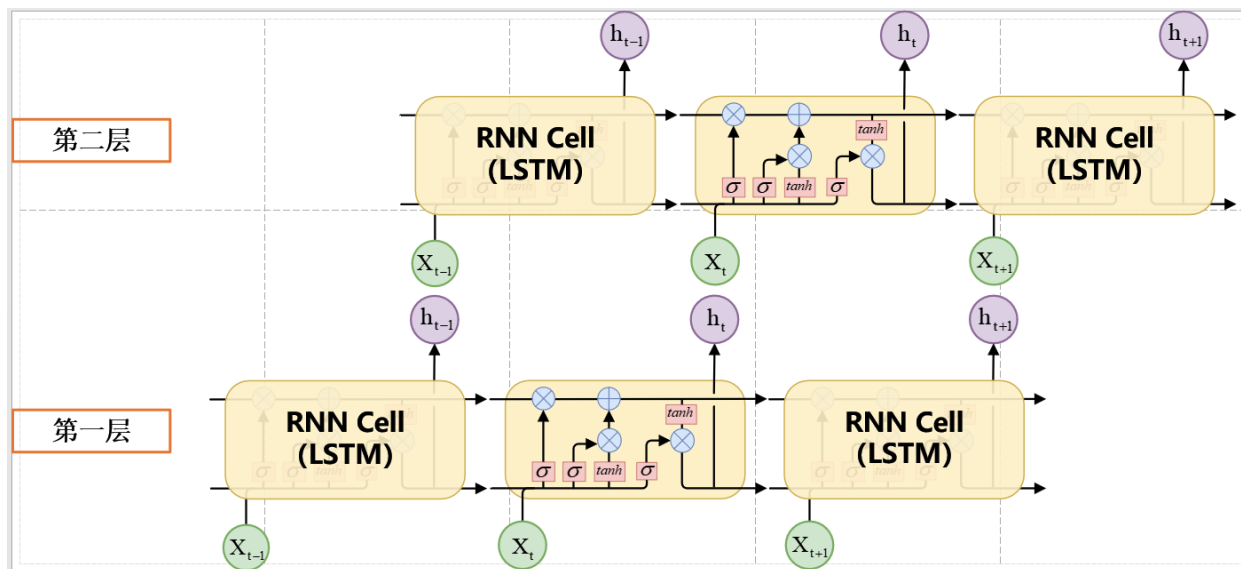 h_{t-1} h_t h_{t+1}
第二层
RNN Cell
(LSTM)
tanh
σ σ tanh σ
RNN Cell
(LSTM)
X_{t-1} X_t X_{t+1}
h_{t-1} h_t h_{t+1}
第一层
RNN Cell
(LSTM)
tanh
σ σ tanh σ
RNN Cell
(LSTM)
X_{t-1} X_t X_{t+1}